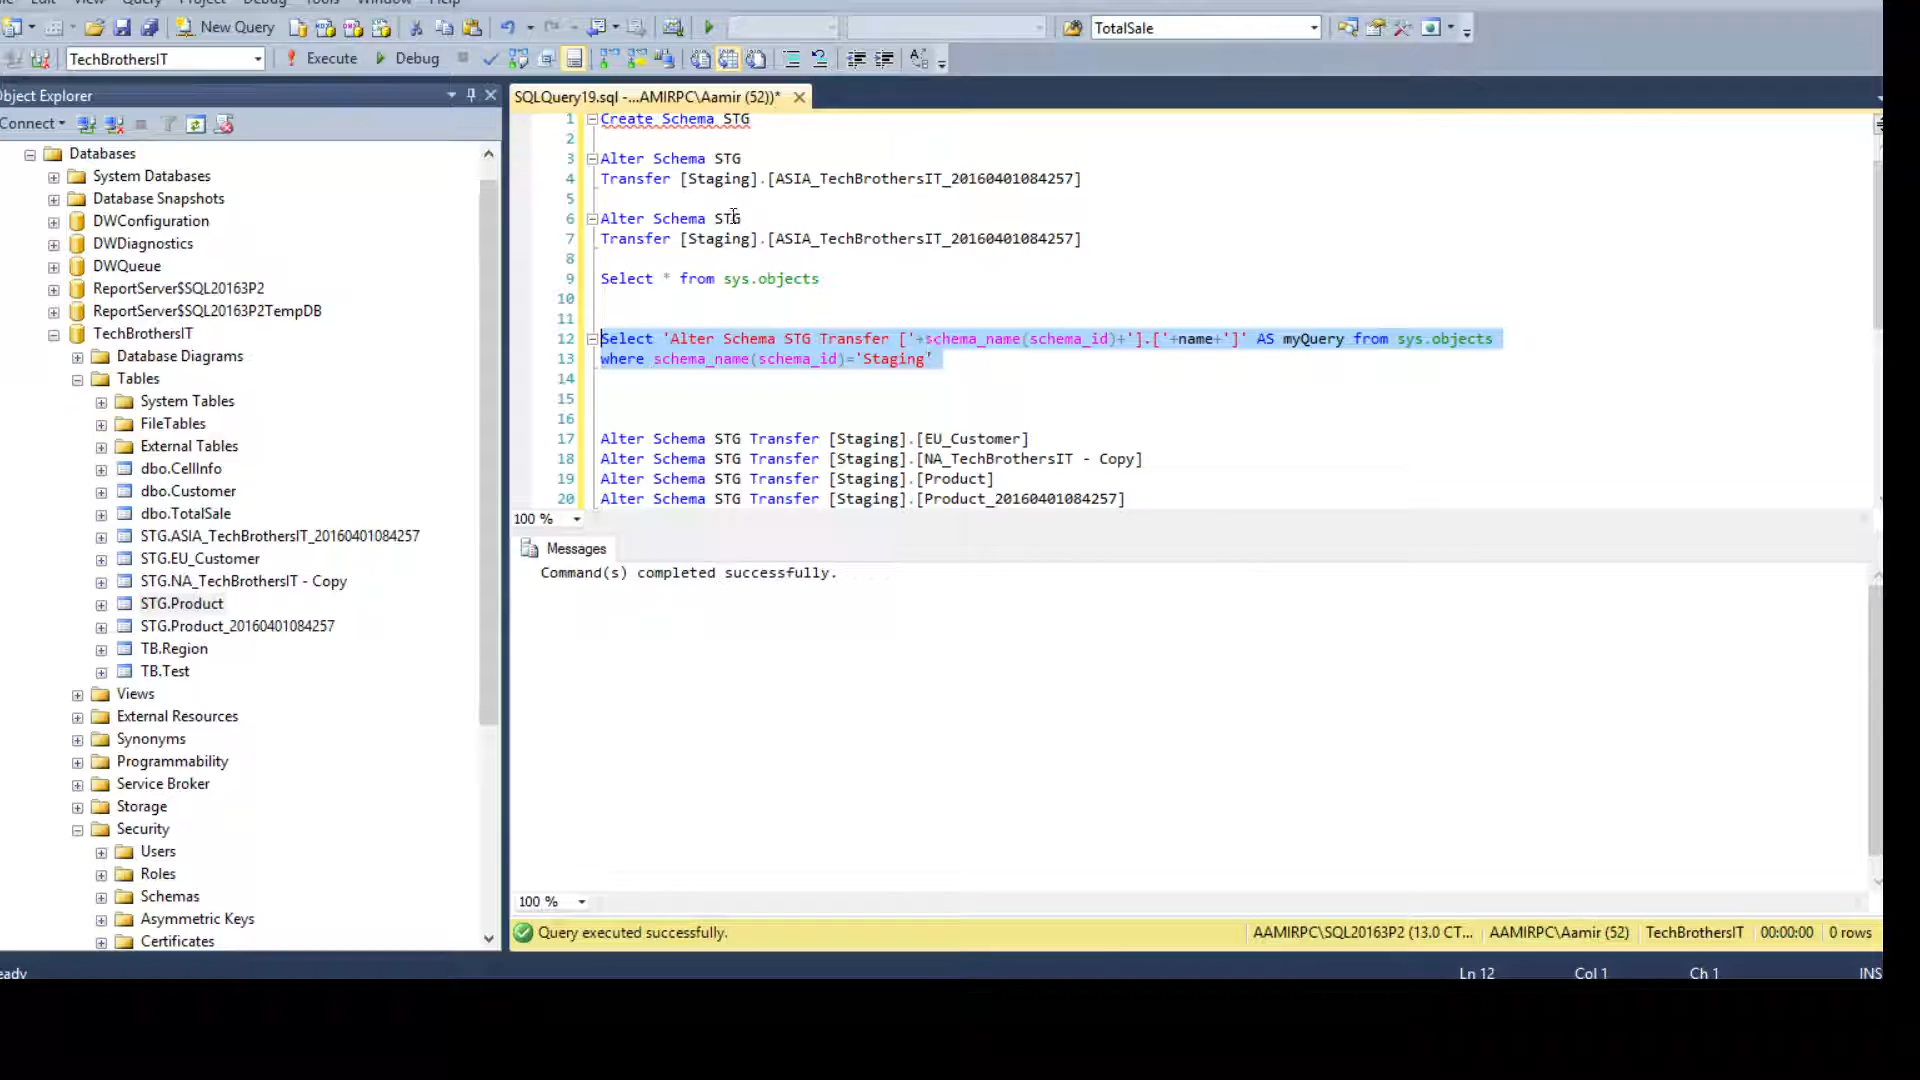 Edit View Query Project Debug Tools Window Help
New Query
TotalSale
TechBrothersIT
Execute
Debug
Object Explorer
Connect
Databases
System Databases
Database Snapshots
DWConfiguration
DWDiagnostics
DWQueue
ReportServer$SQL20163P2
ReportServer$SQL20163P2TempDB
TechBrothersIT
Database Diagrams
Tables
System Tables
FileTables
External Tables
dbo.CellInfo
dbo.Customer
dbo.TotalSale
STG.ASIA_TechBrothersIT_20160401084257
STG.EU_Customer
STG.NA_TechBrothersIT - Copy
STG.Product
STG.Product_20160401084257
TB.Region
TB.Test
Views
External Resources
Synonyms
Programmability
Service Broker
Storage
Security
Users
Roles
Schemas
Asymmetric Keys
Certificates
SQLQuery19.sql -...AMIRPC\Aamir (52))*
1 Create Schema STG
2
3 Alter Schema STG
4 Transfer [Staging].[ASIA_TechBrothersIT_20160401084257]
5
6 Alter Schema STG
7 Transfer [Staging].[ASIA_TechBrothersIT_20160401084257]
8
9 Select * from sys.objects
10
11
12 Select 'Alter Schema STG Transfer ['+schema_name(schema_id)+'].['+name+']' AS myQuery from sys.objects
13 where schema_name(schema_id)='Staging'
14
15
16
17 Alter Schema STG Transfer [Staging].[EU_Customer]
18 Alter Schema STG Transfer [Staging].[NA_TechBrothersIT - Copy]
19 Alter Schema STG Transfer [Staging].[Product]
20 Alter Schema STG Transfer [Staging].[Product_20160401084257]
100 %
Messages
Command(s) completed successfully.
100 %
Query executed successfully.
AAMIRPC\SQL20163P2 (13.0 CT...
AAMIRPC\Aamir (52)
TechBrothersIT
00:00:00
0 rows
eady
Ln 12
Col 1
Ch 1
INS